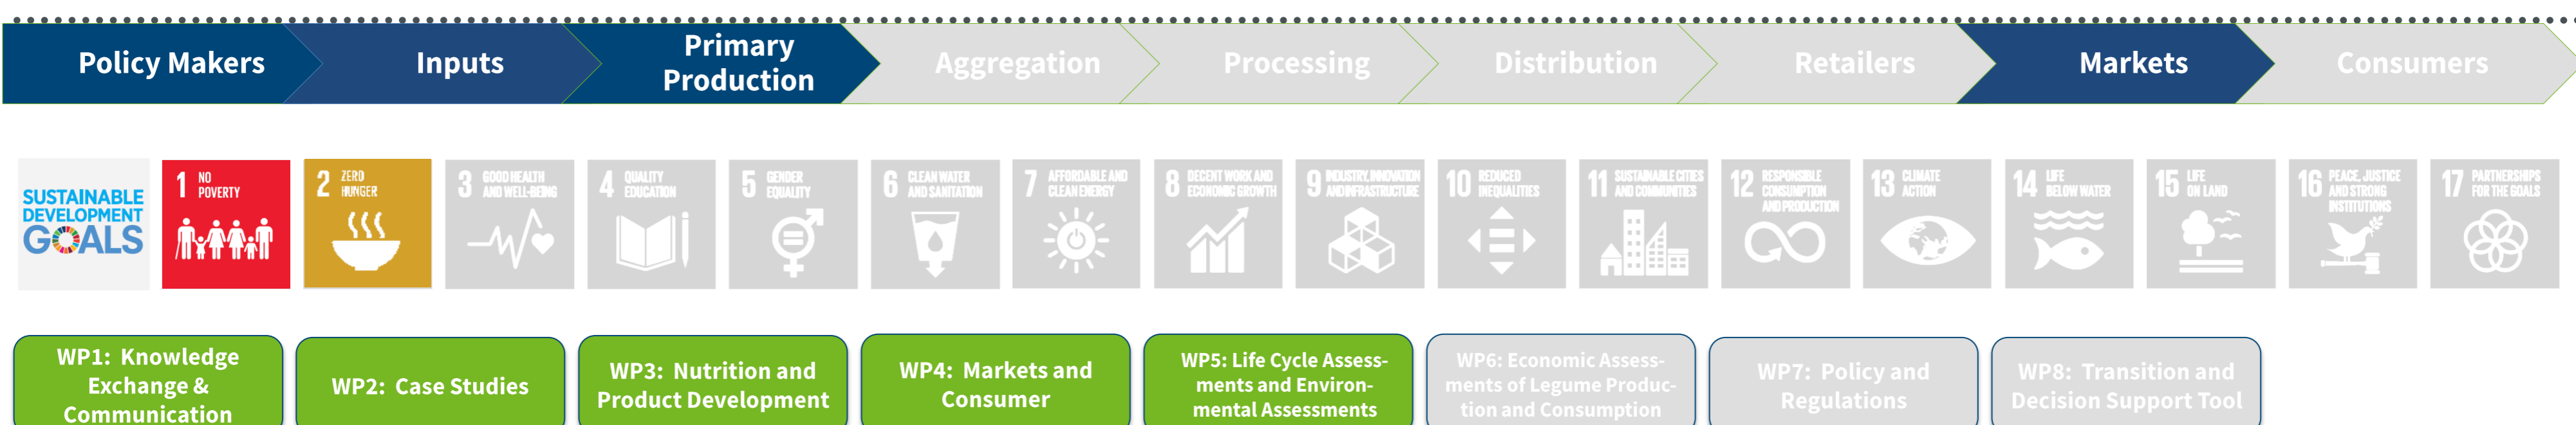 Policy Makers
Inputs
Primary
Production
Aggregation
Processing
Distribution
Retailers
Markets
Consumers
SUSTAINABLE
DEVELOPMENT
GOALS
1 NO
POVERTY
2 ZERO
HUNGER
3 GOOD HEALTH
AND WELL-BEING
4 QUALITY
EDUCATION
5 GENDER
EQUALITY
6 CLEAN WATER
AND SANITATION
7 AFFORDABLE AND
CLEAN ENERGY
8 DECENT WORK AND
ECONOMIC GROWTH
9 INDUSTRY, INNOVATION
AND INFRASTRUCTURE
10 REDUCED
INEQUALITIES
11 SUSTAINABLE CITIES
AND COMMUNITIES
12 RESPONSIBLE
CONSUMPTION
AND PRODUCTION
13 CLIMATE
ACTION
14 LIFE
BELOW WATER
15 LIFE
ON LAND
16 PEACE, JUSTICE
AND STRONG
INSTITUTIONS
17 PARTNERSHIPS
FOR THE GOALS
WP1: Knowledge
Exchange &
Communication
WP2: Case Studies
WP3: Nutrition and
Product Development
WP4: Markets and
Consumer
WP5: Life Cycle Assess-
ments and Environ-
mental Assessments
WP6: Economic Assess-
ments of Legume Produc-
tion and Consumption
WP7: Policy and
Regulations
WP8: Transition and
Decision Support Tool